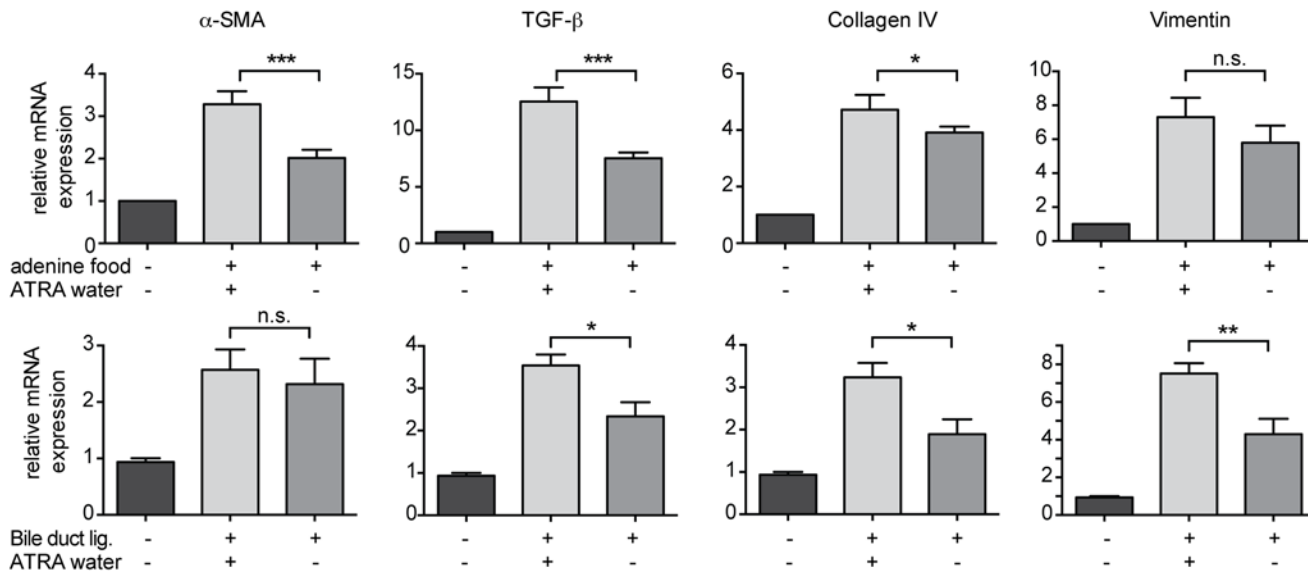 α-SMA TGF-β Collagen IV Vimentin
*** *** * n.s.
relative mRNA expression
4 3 2 1 0
15 10 5 0
6 4 2 0
10 8 6 4 2 0
adenine food - + + - + + - + + - + +
ATRA water - + - - + - - + - - + -
n.s. * * **
relative mRNA expression
3 2 1 0
4 3 2 1 0
4 3 2 1 0
8 6 4 2 0
Bile duct lig. - + + - + + - + + - + +
ATRA water - + - - + - - + - - + -